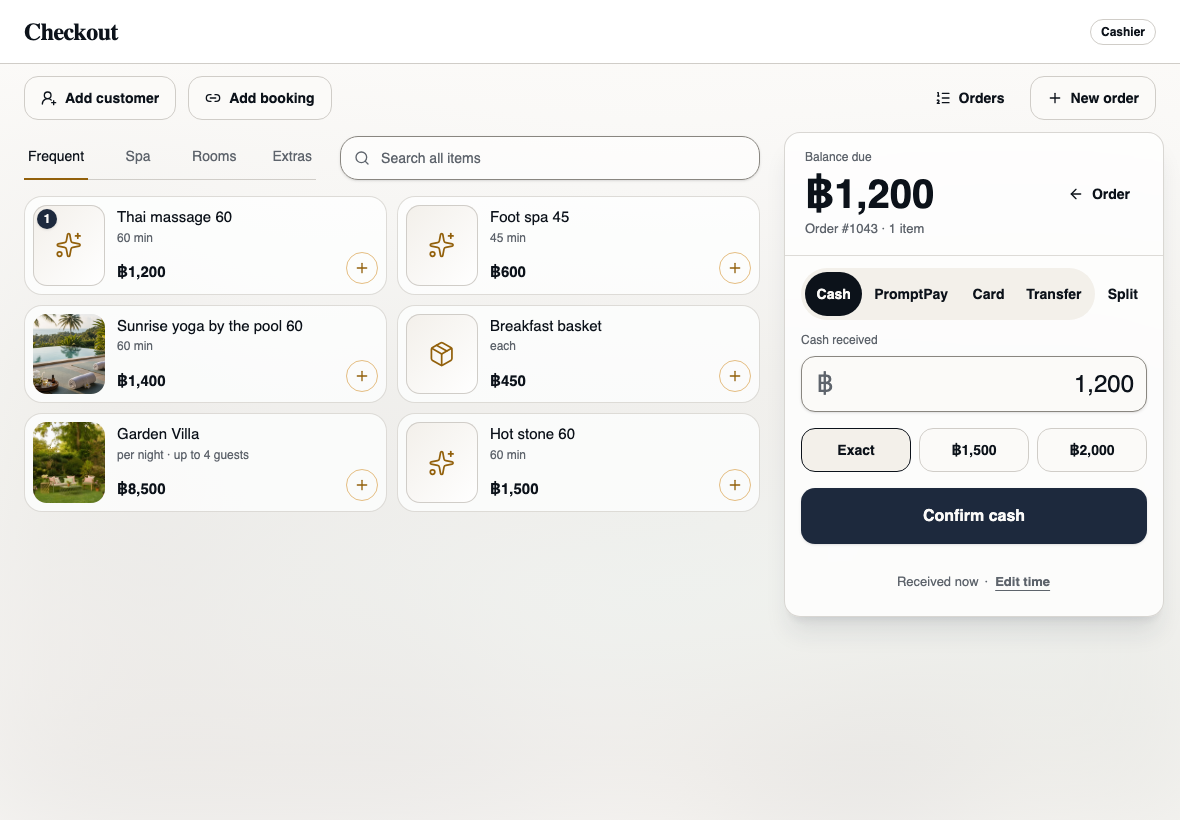 Checkout
Cashier
Add customer
Add booking
Orders
New order
Frequent
Spa
Rooms
Extras
Search all items
1
Thai massage 60
60 min
฿1,200
Foot spa 45
45 min
฿600
Sunrise yoga by the pool 60
60 min
฿1,400
Breakfast basket
each
฿450
Garden Villa
per night · up to 4 guests
฿8,500
Hot stone 60
60 min
฿1,500
Balance due
฿1,200
Order
Order #1043 · 1 item
Cash
PromptPay
Card
Transfer
Split
Cash received
฿ 1,200
Exact
฿1,500
฿2,000
Confirm cash
Received now · Edit time